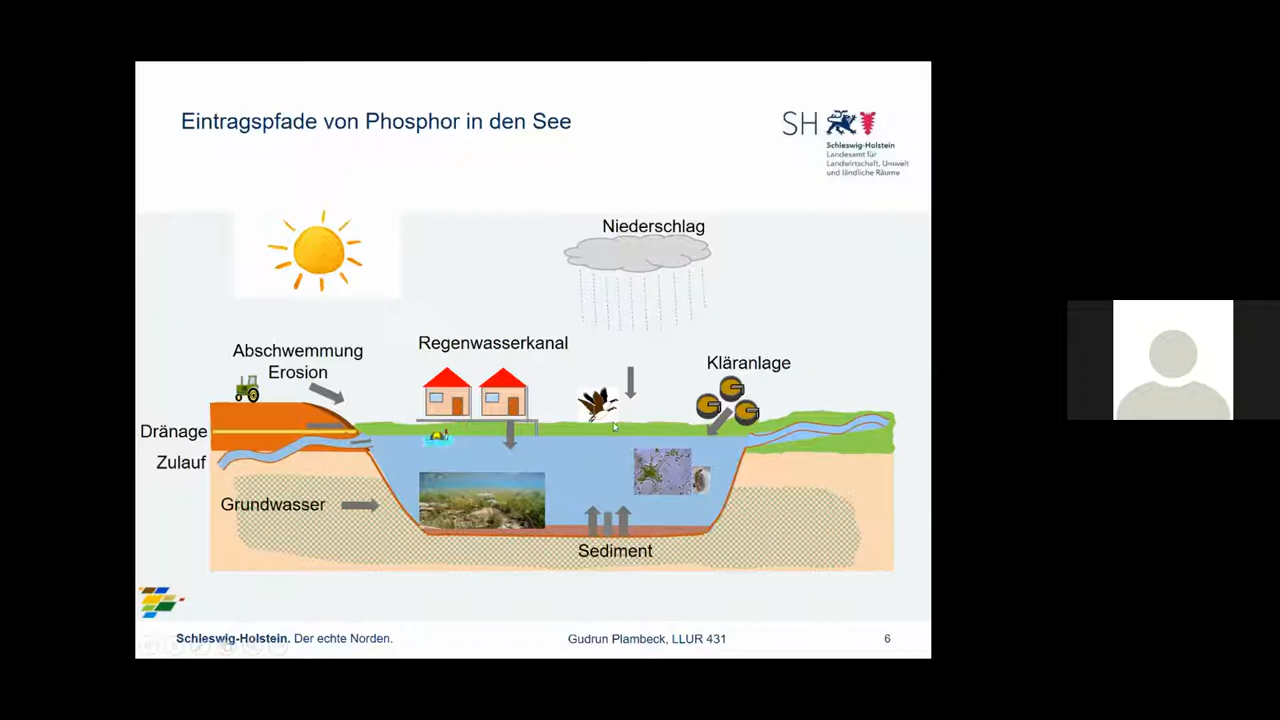 Eintragspfade von Phosphor in den See
SH
Schleswig-Holstein
Landesamt für
Landwirtschaft, Umwelt
und ländliche Räume
Niederschlag
Regenwasserkanal
Abschwemmung
Erosion
Kläranlage
Dränage
Zulauf
Grundwasser
Sediment
Schleswig-Holstein. Der echte Norden.
Gudrun Plambeck, LLUR 431
6